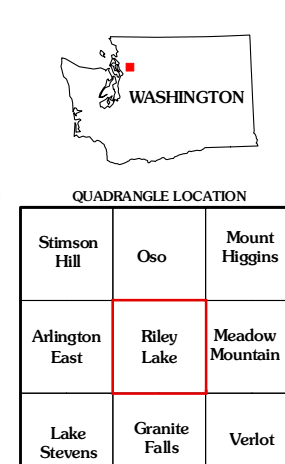 WASHINGTON
QUADRANGLE LOCATION
Stimson
Hill
Oso
Mount
Higgins
Arlington
East
Riley
Lake
Meadow
Mountain
Lake
Stevens
Granite
Falls
Verlot